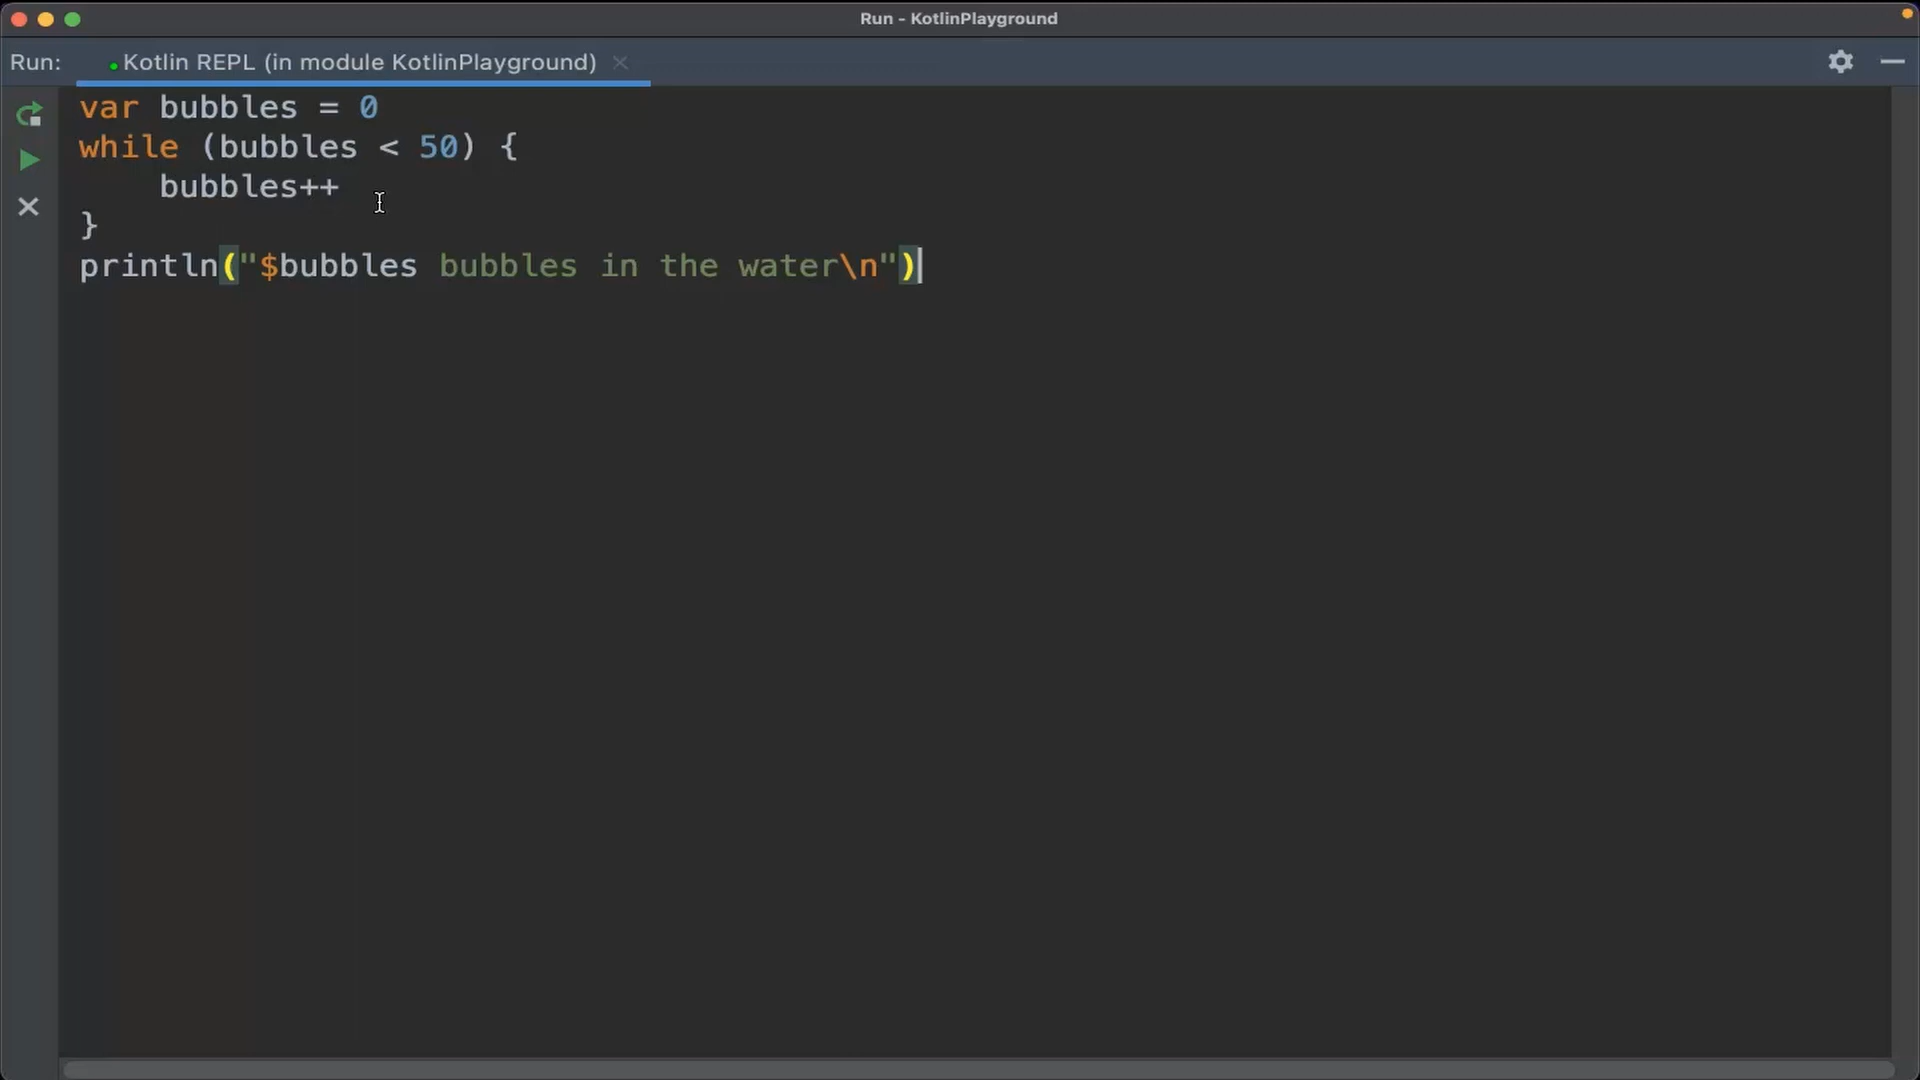 Run - KotlinPlayground
Run: Kotlin REPL (in module KotlinPlayground)
var bubbles = 0
while (bubbles < 50) {
    bubbles++
}
println("$bubbles bubbles in the water\n")